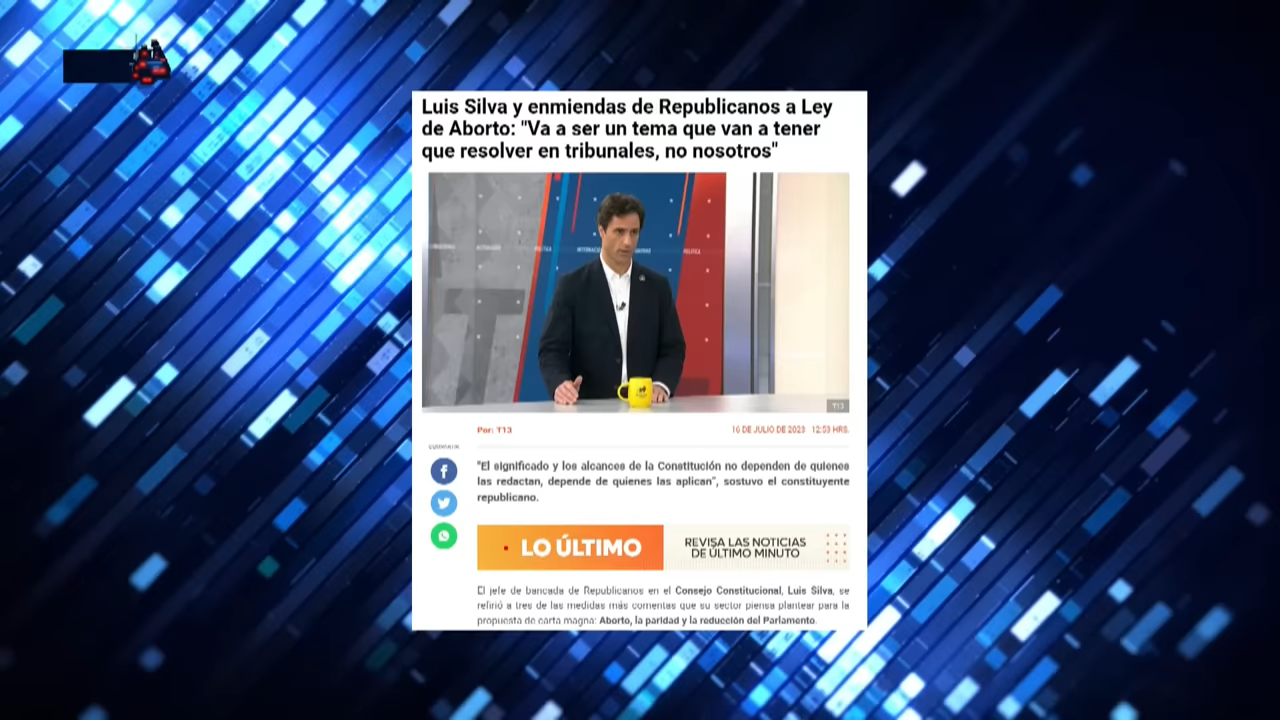 Luis Silva y enmiendas de Republicanos a Ley
de Aborto: "Va a ser un tema que van a tener
que resolver en tribunales, no nosotros"
T13
Por: T13
16 DE JULIO DE 2023 12:53 HRS.
"El significado y los alcances de la Constitución no dependen de quienes
las redactan, depende de quienes las aplican", sostuvo el constituyente
republicano.
LO ÚLTIMO
REVISA LAS NOTICIAS
DE ÚLTIMO MINUTO
El jefe de bancada de Republicanos en el Consejo Constitucional, Luis Silva, se
refirió a tres de las medidas más comentas que su sector piensa plantear para la
propuesta de carta magna: Aborto, la paridad y la reducción del Parlamento.